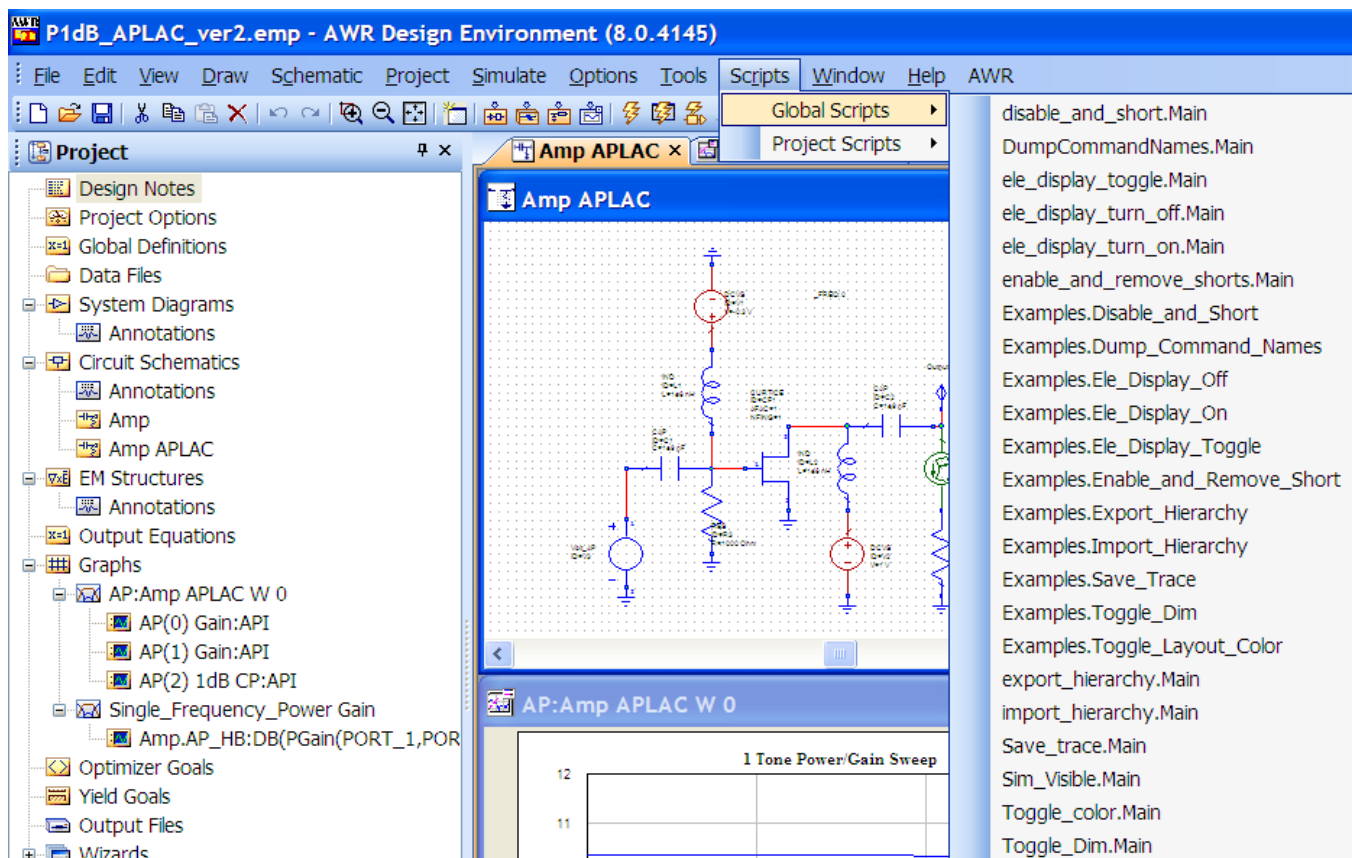 P1dB_APLAC_ver2.emp - AWR Design Environment (8.0.4145)
File Edit View Draw Schematic Project Simulate Options Tools Scripts Window Help AWR
Global Scripts
Project Scripts
Project
Design Notes
Project Options
Global Definitions
Data Files
System Diagrams
Annotations
Circuit Schematics
Annotations
Amp
Amp APLAC
EM Structures
Annotations
Output Equations
Graphs
AP:Amp APLAC W 0
AP(0) Gain:API
AP(1) Gain:API
AP(2) 1dB CP:API
Single_Frequency_Power Gain
Amp.AP_HB:DB(PGain(PORT_1,POR
Optimizer Goals
Yield Goals
Output Files
Wizards
Amp APLAC
Amp APLAC
AP:Amp APLAC W 0
1 Tone Power/Gain Sweep
12
11
disable_and_short.Main
DumpCommandNames.Main
ele_display_toggle.Main
ele_display_turn_off.Main
ele_display_turn_on.Main
enable_and_remove_shorts.Main
Examples.Disable_and_Short
Examples.Dump_Command_Names
Examples.Ele_Display_Off
Examples.Ele_Display_On
Examples.Ele_Display_Toggle
Examples.Enable_and_Remove_Short
Examples.Export_Hierarchy
Examples.Import_Hierarchy
Examples.Save_Trace
Examples.Toggle_Dim
Examples.Toggle_Layout_Color
export_hierarchy.Main
import_hierarchy.Main
Save_trace.Main
Sim_Visible.Main
Toggle_color.Main
Toggle_Dim.Main